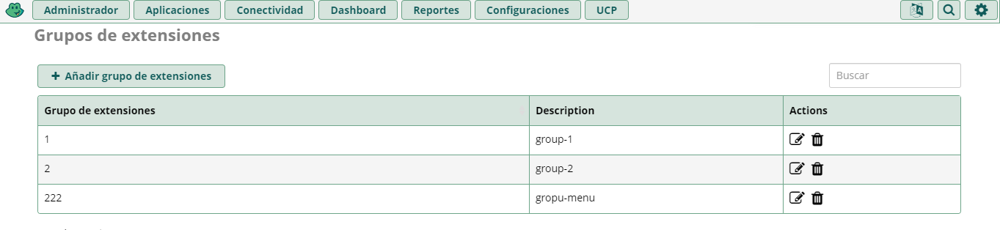 Administrador Aplicaciones Conectividad Dashboard Reportes Configuraciones UCP
Grupos de extensiones
Añadir grupo de extensiones Buscar
Grupo de extensiones Description Actions
1 group-1
2 group-2
222 gropu-menu